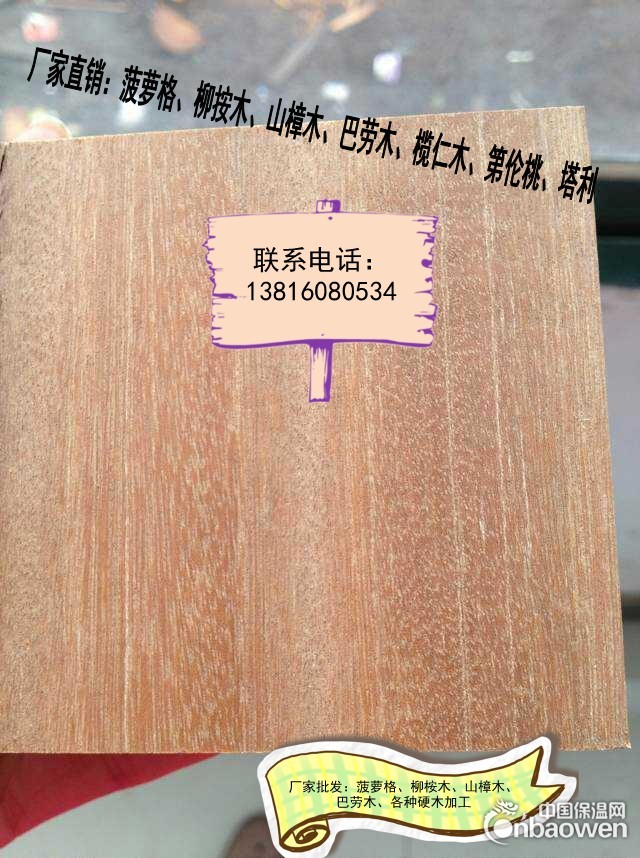 厂家直销：菠萝格、柳桉木、山樟木、巴劳木、榄仁木、第伦桃、塔利
联系电话：
13816080534
厂家批发：菠萝格、柳桉木、山樟木、
巴劳木、各种硬木加工
中国保温网
cnbaowen